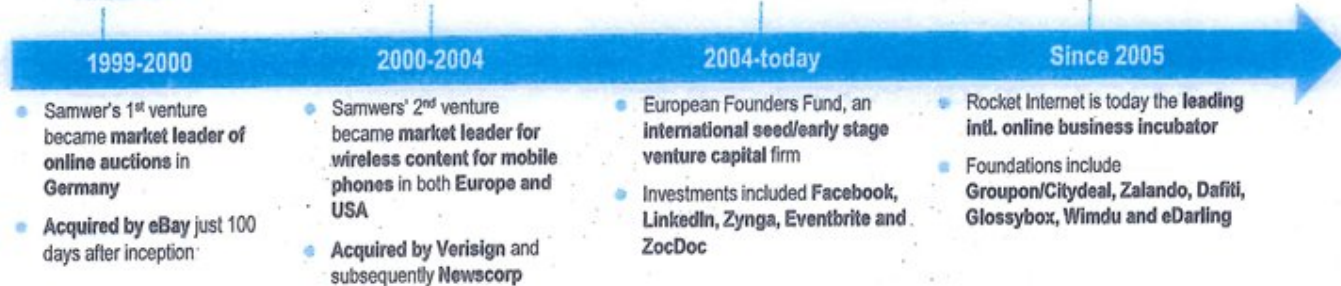 1999-2000
Samwer's 1st venture
became market leader of
online auctions in
Germany
Acquired by eBay just 100
days after inception
2000-2004
Samwers' 2nd venture
became market leader for
wireless content for mobile
phones in both Europe and
USA
Acquired by Verisign and
subsequently Newscorp
2004-today
European Founders Fund, an
international seed/early stage
venture capital firm
Investments included Facebook,
LinkedIn, Zynga, Eventbrite and
ZocDoc
Since 2005
Rocket Internet is today the leading
intl. online business incubator
Foundations include
Groupon/Citydeal, Zalando, Dafiti,
Glossybox, Wimdu and eDarling